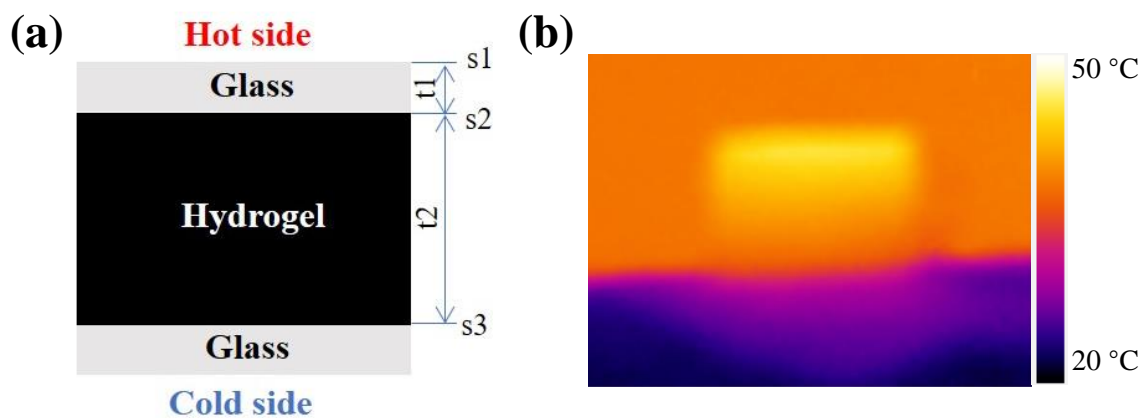 (a)
Hot side
Glass
s1
t1
s2
Hydrogel
t2
s3
Glass
Cold side
(b)
50 °C
20 °C